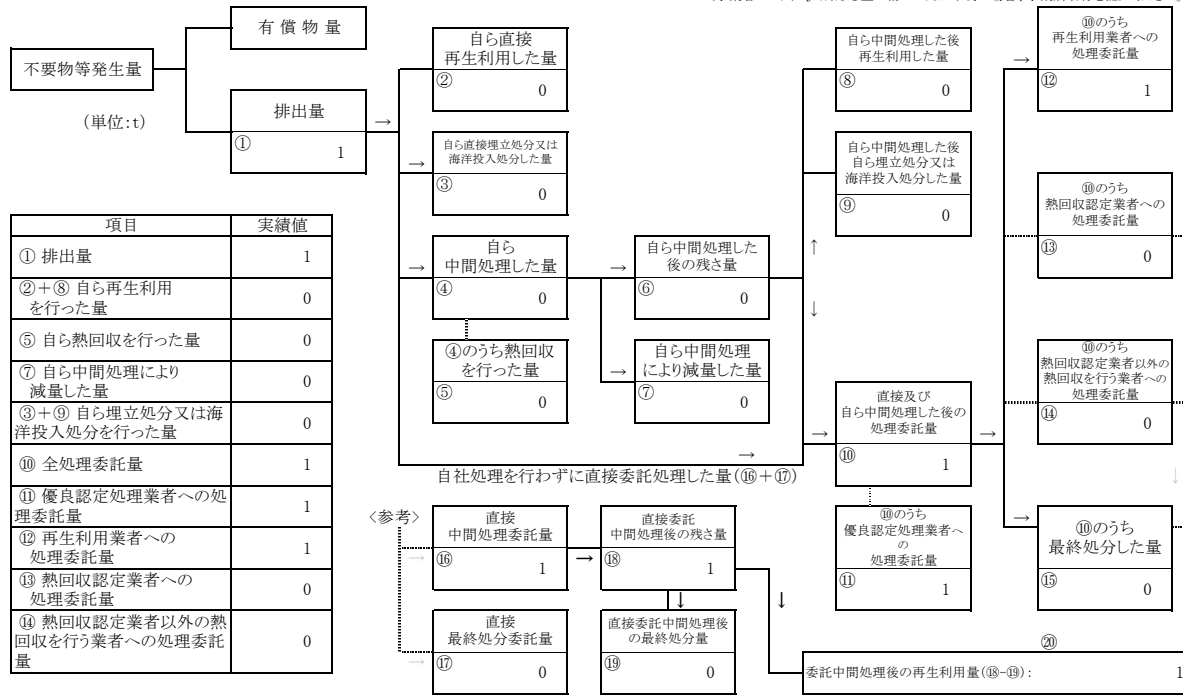 有償物量
不要物等発生量
(単位:t)
排出量
① 1
→
自ら直接
再生利用した量
② 0
→
自ら直接埋立処分又は
海洋投入処分した量
③ 0
→
自ら
中間処理した量
④ 0
④のうち熱回収
を行った量
⑤ 0
→
自ら中間処理した
後の残さ量
⑥ 0
→
自ら中間処理
により減量した量
⑦ 0
自ら中間処理した後
再生利用した量
⑧ 0
自ら中間処理した後
自ら埋立処分又は
海洋投入処分した量
⑨ 0
↑
↓
→
直接及び
自ら中間処理した後の
処理委託量
⑩ 1
→
⑩のうち
優良認定処理業者へ
の
処理委託量
⑪ 1
→
⑩のうち
再生利用業者への
処理委託量
⑫ 1
⑩のうち
熱回収認定業者への
処理委託量
⑬ 0
⑩のうち
熱回収認定業者以外の
熱回収を行う業者への
処理委託量
⑭ 0
↓
→
⑩のうち
最終処分した量
⑮ 0
→
自社処理を行わずに直接委託処理した量(⑯+⑰)
〈参考〉
→
直接
中間処理委託量
⑯ 1
→
直接委託
中間処理後の残さ量
⑱ 1
↓
↓
→
直接
最終処分委託量
⑰ 0
直接委託中間処理後
の最終処分量
⑲ 0
⑳
委託中間処理後の再生利用量(⑱-⑲): 1
項目 実績値
① 排出量 1
②+⑧ 自ら再生利用
を行った量 0
⑤ 自ら熱回収を行った量 0
⑦ 自ら中間処理により
減量した量 0
③+⑨ 自ら埋立処分又は海
洋投入処分を行った量 0
⑩ 全処理委託量 1
⑪ 優良認定処理業者への処
理委託量 1
⑫ 再生利用業者への
処理委託量 1
⑬ 熱回収認定業者への
処理委託量 0
⑭ 熱回収認定業者以外の熱
回収を行う業者への処理委託
量 0